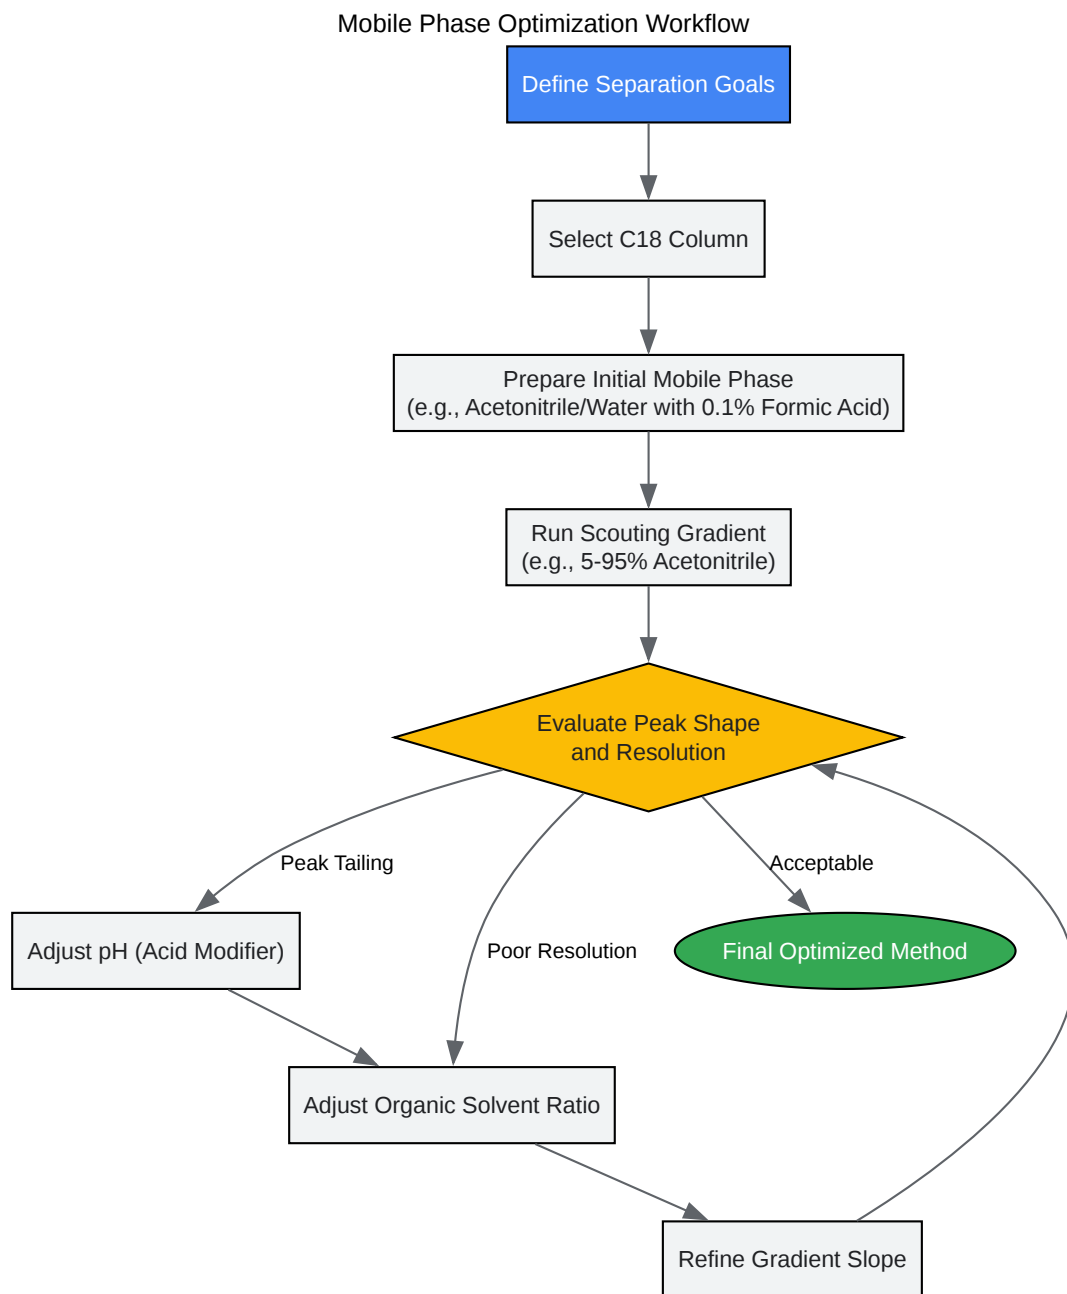 Mobile Phase Optimization Workflow
Define Separation Goals
Select C18 Column
Prepare Initial Mobile Phase
(e.g., Acetonitrile/Water with 0.1% Formic Acid)
Run Scouting Gradient
(e.g., 5-95% Acetonitrile)
Evaluate Peak Shape
and Resolution
Peak Tailing
Acceptable
Adjust pH (Acid Modifier)
Poor Resolution
Final Optimized Method
Adjust Organic Solvent Ratio
Refine Gradient Slope